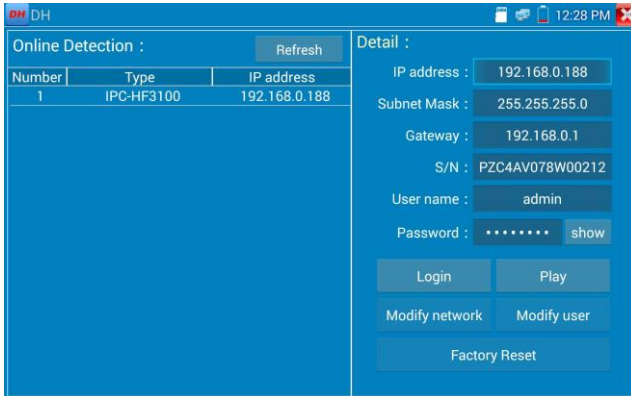 DH DH 12:28 PM
Online Detection :
Refresh
Number Type IP address
1 IPC-HF3100 192.168.0.188
Detail :
IP address : 192.168.0.188
Subnet Mask : 255.255.255.0
Gateway : 192.168.0.1
S/N : PZC4AV078W00212
User name : admin
Password : •••••••• show
Login Play
Modify network Modify user
Factory Reset